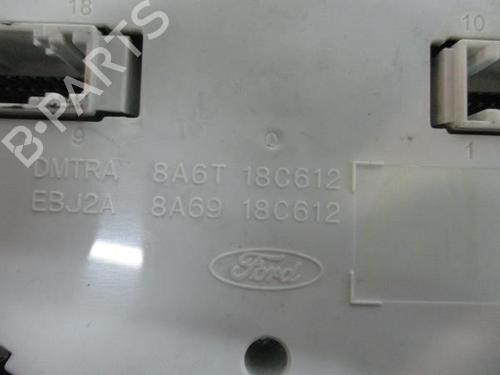 18
10
B-PARTS
9
Q
1
DMTRA 8A6T 18C612
EBJ2A 8A69 18C612
Ford